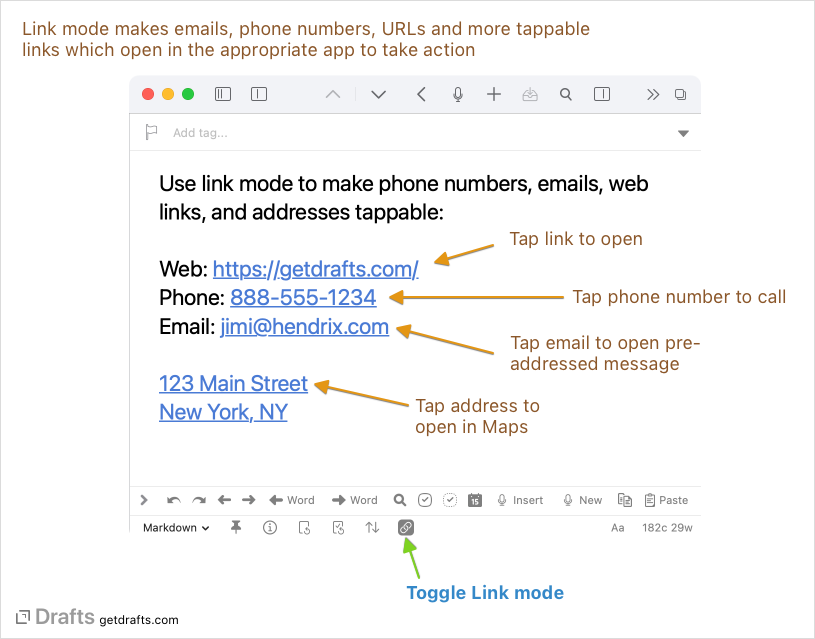 Link mode makes emails, phone numbers, URLs and more tappable
links which open in the appropriate app to take action
Add tag...
Use link mode to make phone numbers, emails, web
links, and addresses tappable:
Tap link to open
Web: https://getdrafts.com/
Phone: 888-555-1234
Tap phone number to call
Email: jimi@hendrix.com
Tap email to open pre-
addressed message
123 Main Street
New York, NY
Tap address to
open in Maps
Word Word 15 Insert New Paste
Markdown Aa 182c 29w
Toggle Link mode
Drafts getdrafts.com